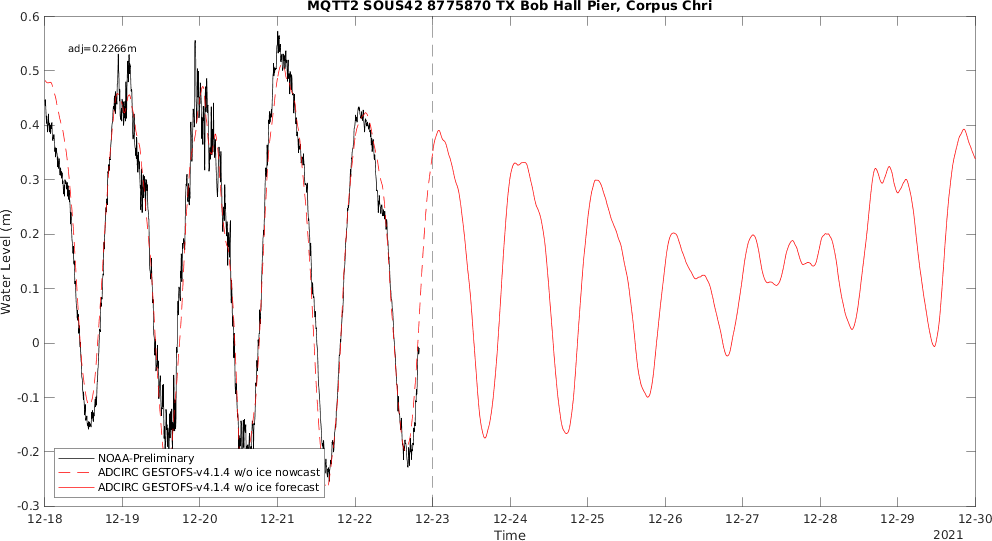 MQTT2 SOUS42 8775870 TX Bob Hall Pier, Corpus Chri
adj=0.2266m
0.6
0.5
0.4
0.3
0.2
0.1
0
-0.1
-0.2
-0.3
Water Level (m)
NOAA-Preliminary
ADCIRC GESTOFS-v4.1.4 w/o ice nowcast
ADCIRC GESTOFS-v4.1.4 w/o ice forecast
12-18 12-19 12-20 12-21 12-22 12-23 12-24 12-25 12-26 12-27 12-28 12-29 12-30
Time
2021